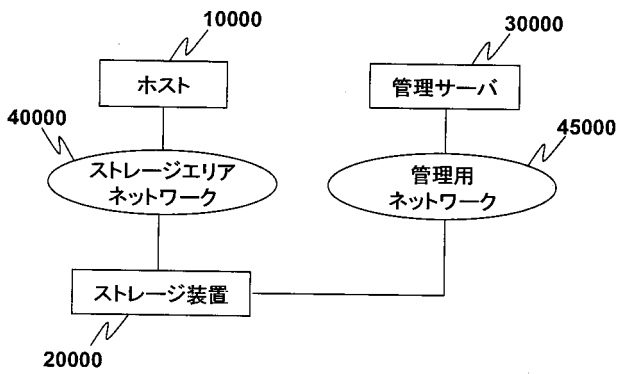 10000
30000
ホスト
管理サーバ
40000
45000
ストレージエリア
ネットワーク
管理用
ネットワーク
ストレージ装置
20000